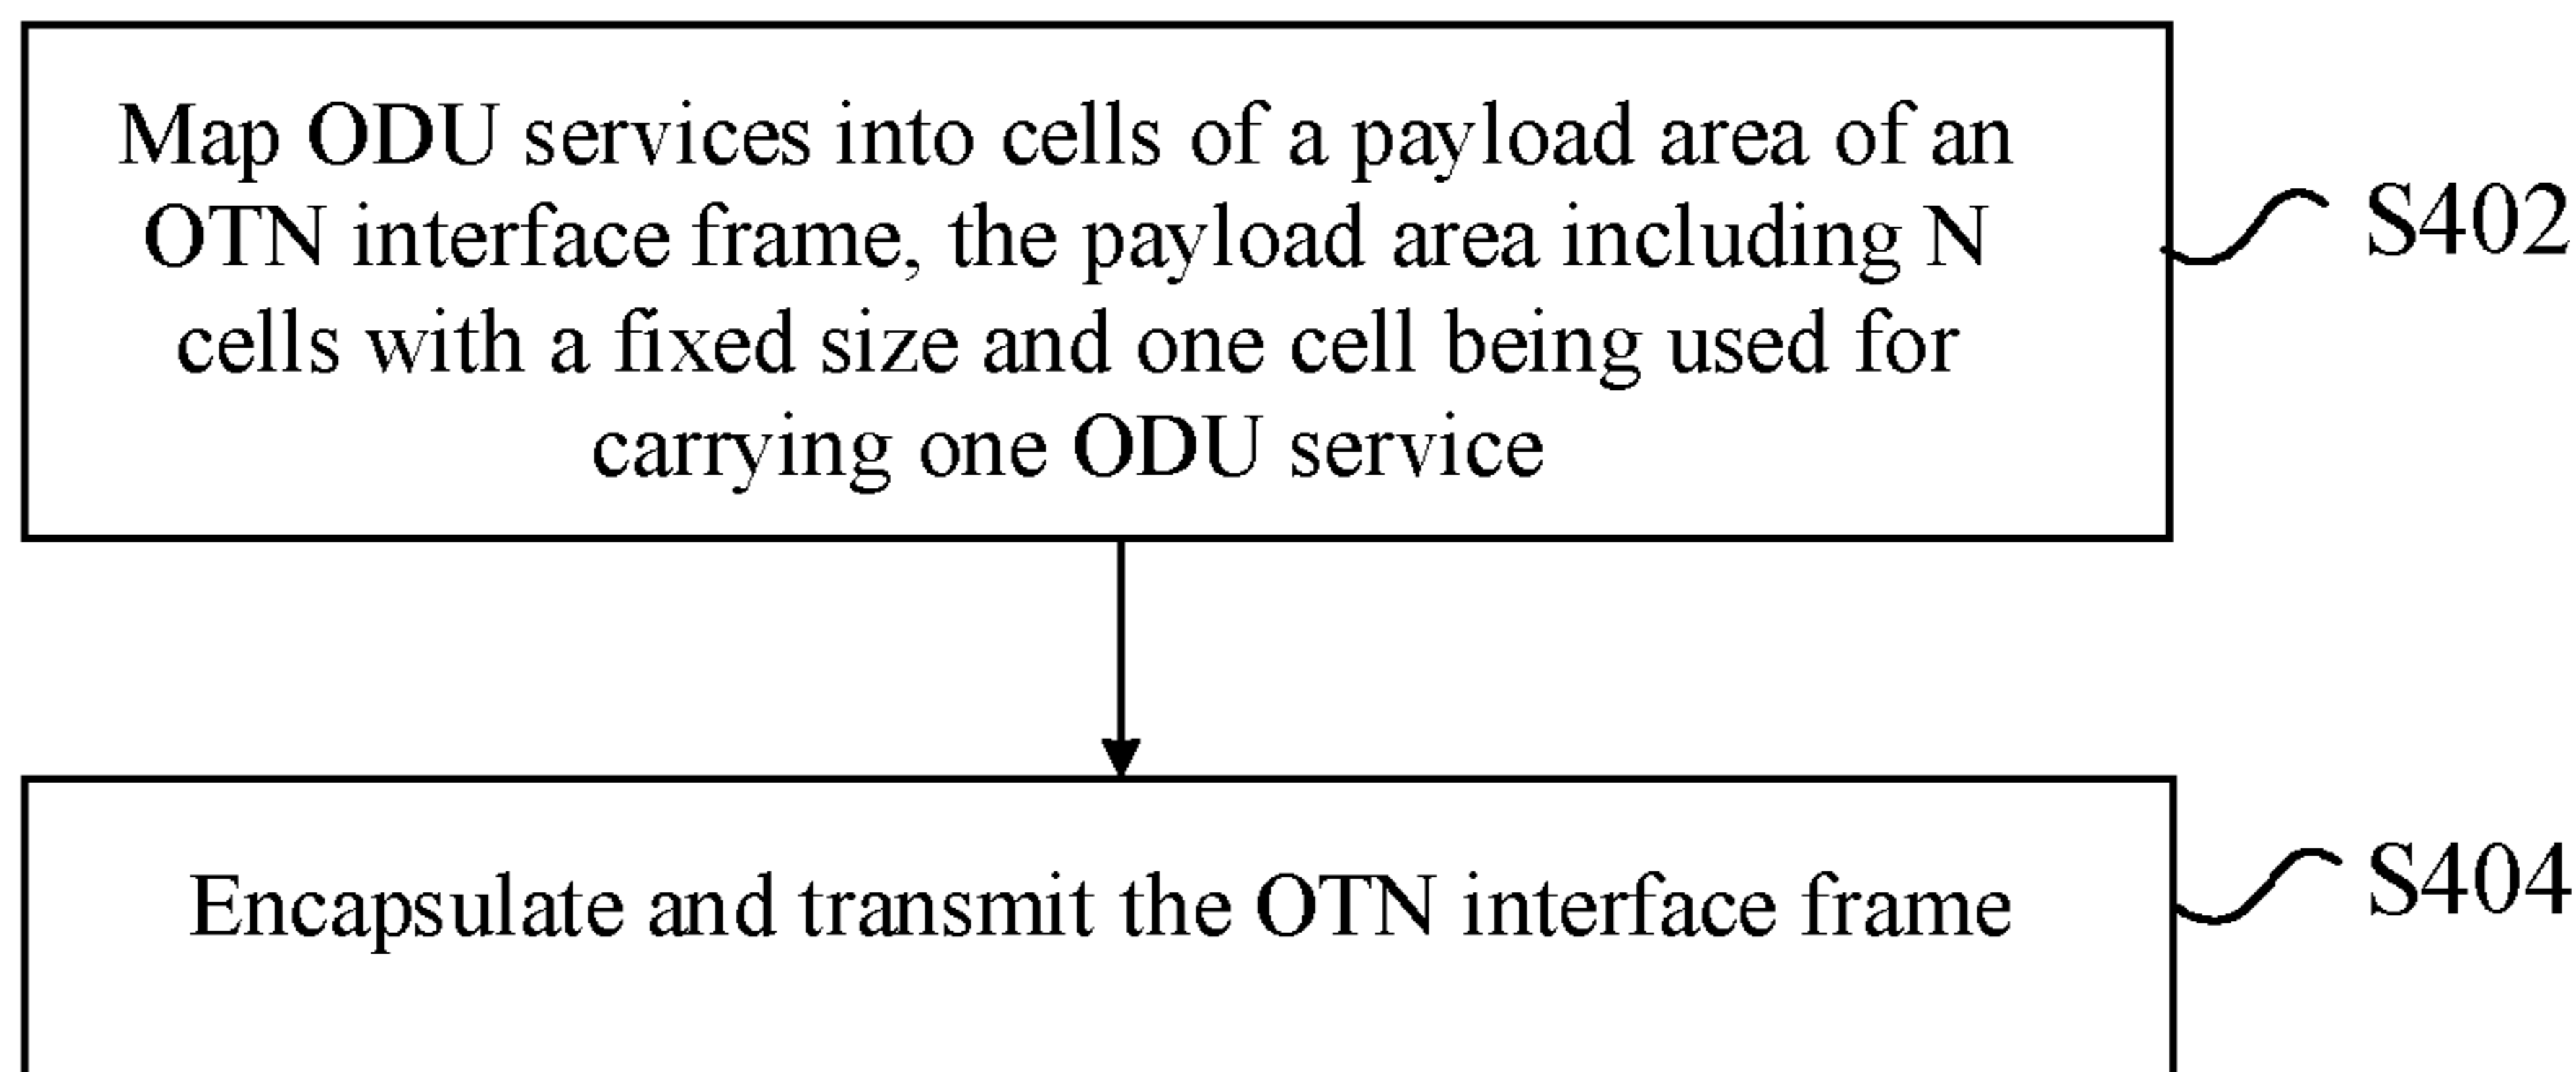 Map ODU services into cells of a payload area of an
OTN interface frame, the payload area including N
cells with a fixed size and one cell being used for
carrying one ODU service
S402
Encapsulate and transmit the OTN interface frame
S404